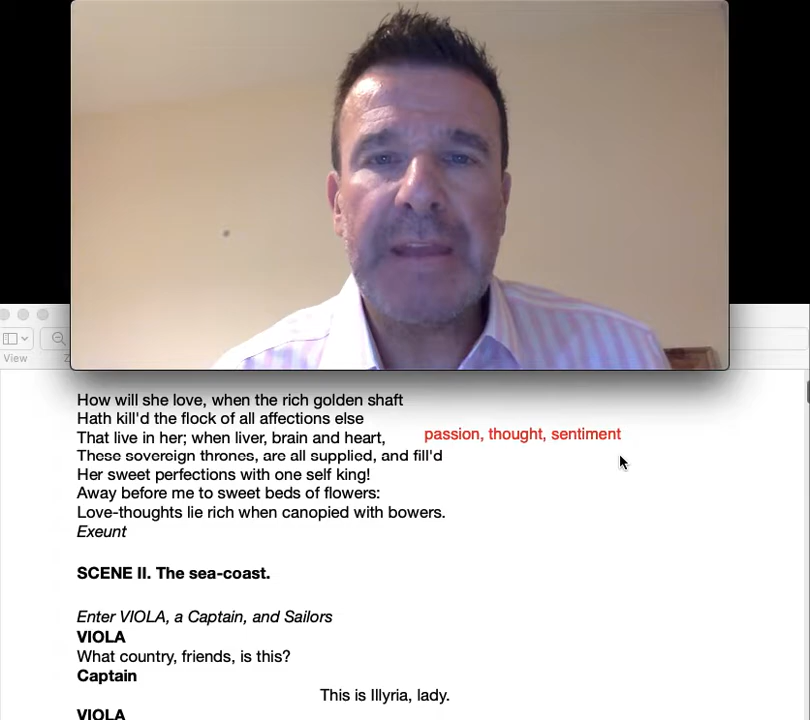 View
Z
How will she love, when the rich golden shaft
Hath kill'd the flock of all affections else
That live in her; when liver, brain and heart,
passion, thought, sentiment
These sovereign thrones, are all supplied, and fill'd
Her sweet perfections with one self king!
Away before me to sweet beds of flowers:
Love-thoughts lie rich when canopied with bowers.
Exeunt
SCENE II. The sea-coast.
Enter VIOLA, a Captain, and Sailors
VIOLA
What country, friends, is this?
Captain
This is Illyria, lady.
VIOLA